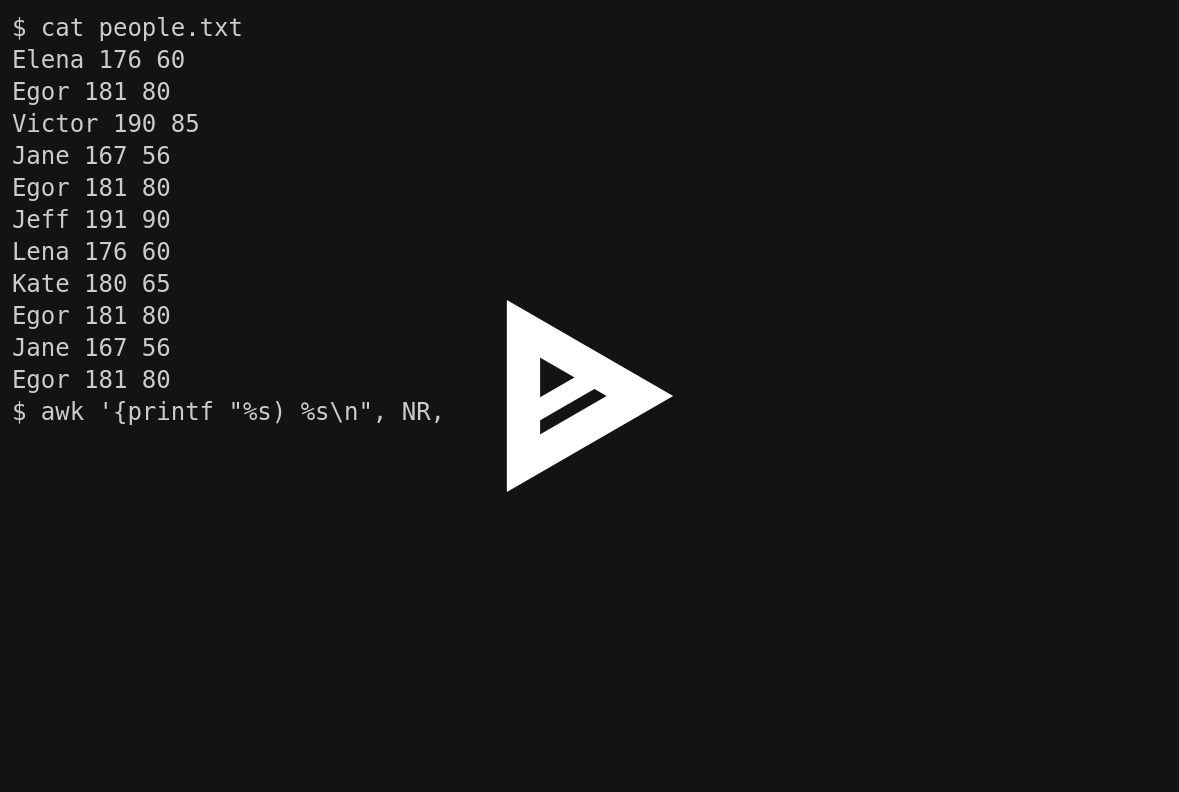 $ cat people.txt
Elena 176 60
Egor 181 80
Victor 190 85
Jane 167 56
Egor 181 80
Jeff 191 90
Lena 176 60
Kate 180 65
Egor 181 80
Jane 167 56
Egor 181 80
$ awk '{printf "%s) %s\n", NR,